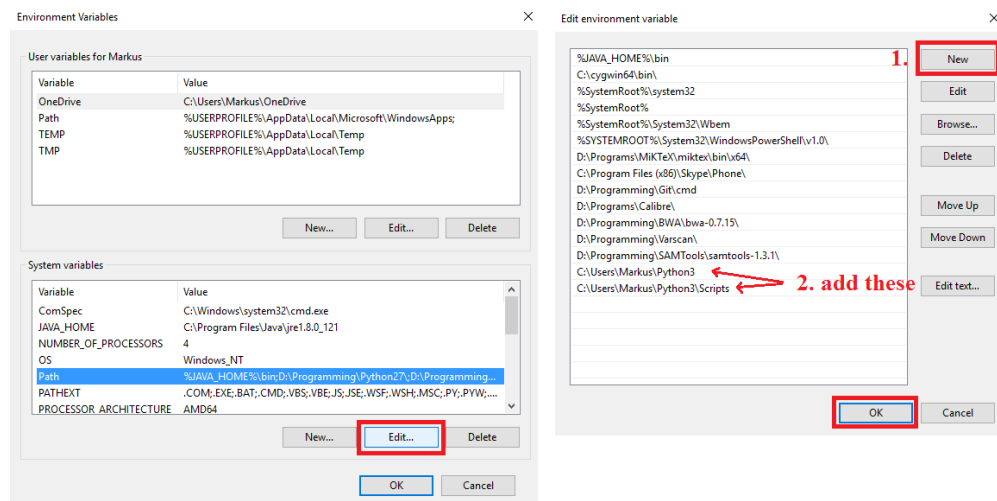 Environment Variables
User variables for Markus
Variable Value
OneDrive C:\Users\Markus\OneDrive
Path %USERPROFILE%\AppData\Local\Microsoft\WindowsApps;
TEMP %USERPROFILE%\AppData\Local\Temp
TMP %USERPROFILE%\AppData\Local\Temp
New... Edit... Delete
System variables
Variable Value
ComSpec C:\Windows\system32\cmd.exe
JAVA_HOME C:\Program Files\Java\jre1.8.0_121
NUMBER_OF_PROCESSORS 4
OS Windows_NT
Path %JAVA_HOME%\bin;D:\Programming\Python27\;D:\Programming...
PATHEXT .COM;.EXE;.BAT;.CMD;.VBS;.VBE;.JS;.JSE;.WSF;.WSH;.MSC;.PY;.PYW;....
PROCESSOR_ARCHITECTURE AMD64
New... Edit... Delete
OK Cancel
Edit environment variable
%JAVA_HOME%\bin
C:\cygwin64\bin\
%SystemRoot%\system32
%SystemRoot%
%SystemRoot%\System32\Wbem
%SYSTEMROOT%\System32\WindowsPowerShell\v1.0\
D:\Programs\MiKTeX\miktex\bin\x64\
C:\Program Files (x86)\Skype\Phone\
D:\Programming\Git\cmd
D:\Programs\Calibre\
D:\Programming\BWA\bwa-0.7.15\
D:\Programming\Varscan\
D:\Programming\SAMTools\samtools-1.3.1\
C:\Users\Markus\Python3
C:\Users\Markus\Python3\Scripts
1.
2. add these
New
Edit
Browse...
Delete
Move Up
Move Down
Edit text...
OK Cancel